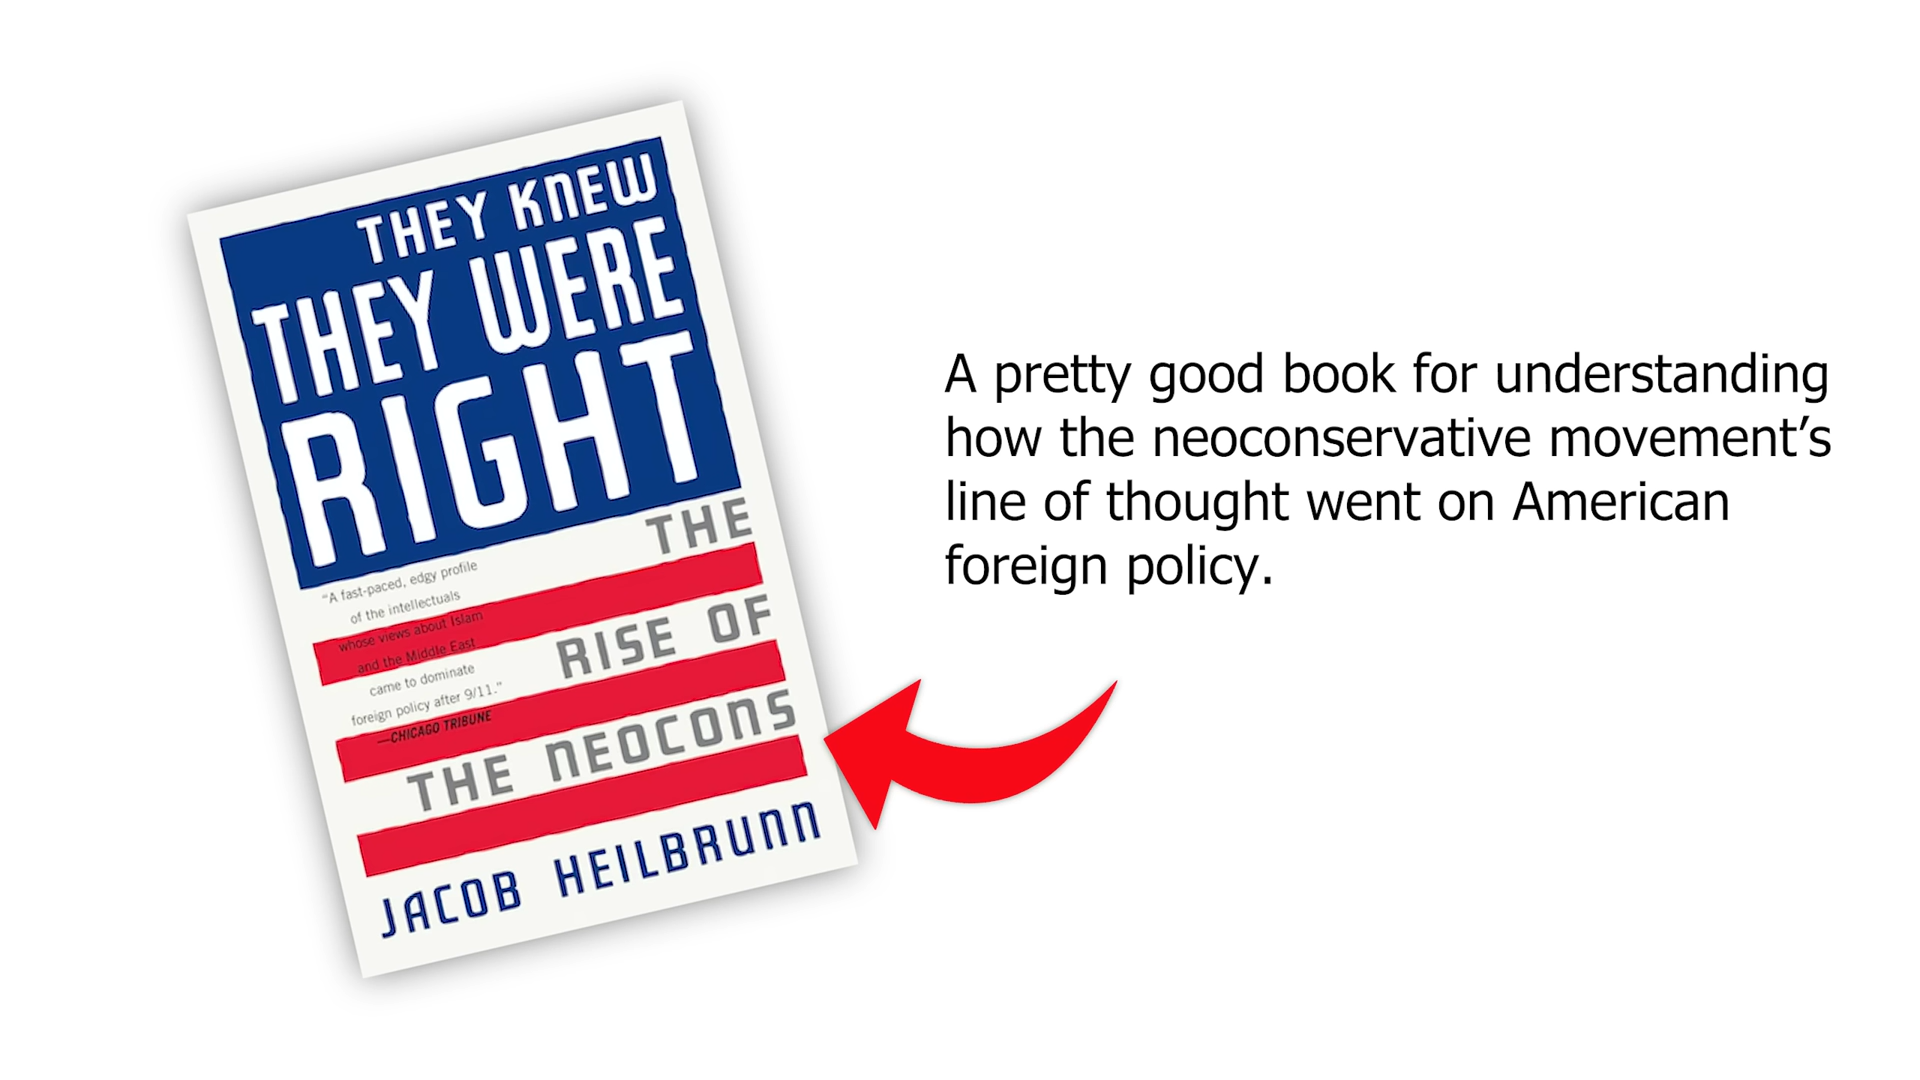 THEY KNEW
THEY WERE
RIGHT
THE
RISE OF
THE NEOCONS
"A fast-paced, edgy profile
of the intellectuals
whose views about Islam
and the Middle East
came to dominate
foreign policy after 9/11."
—CHICAGO TRIBUNE
JACOB HEILBRUNN
A pretty good book for understanding
how the neoconservative movement’s
line of thought went on American
foreign policy.